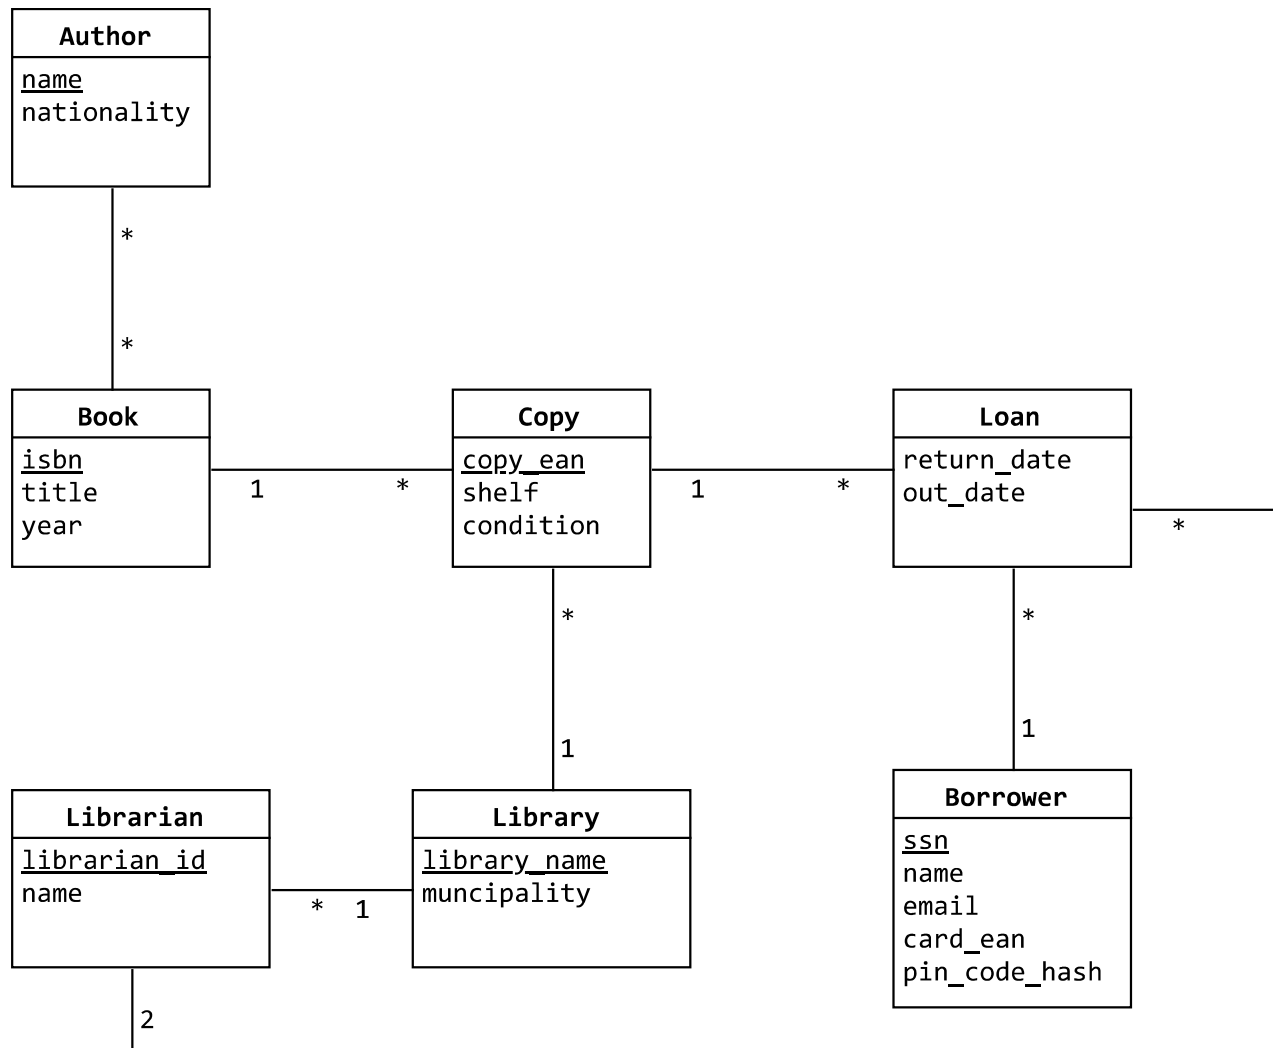 Author
name
nationality
*
*
Book
isbn
title
year
1
*
Copy
copy_ean
shelf
condition
1
*
Loan
return_date
out_date
*
*
1
*
1
Librarian
librarian_id
name
*
1
Library
library_name
muncipality
Borrower
ssn
name
email
card_ean
pin_code_hash
2